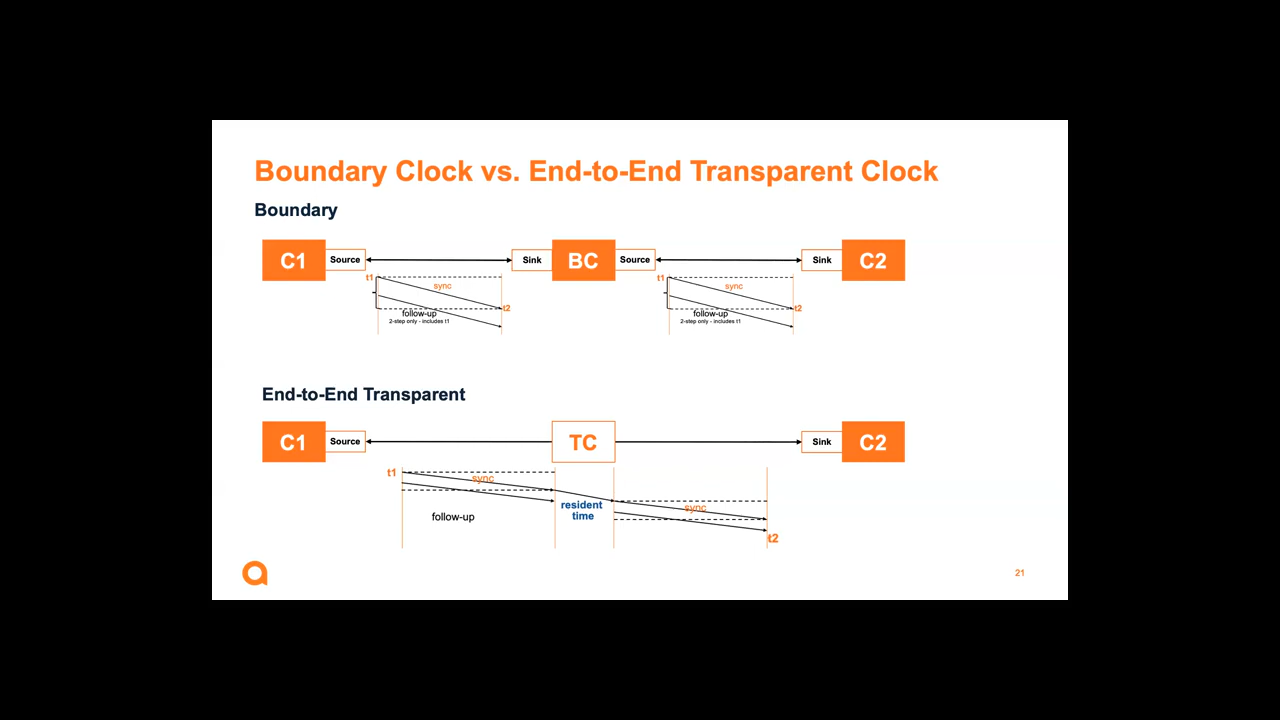 Boundary Clock vs. End-to-End Transparent Clock
Boundary
C1 Source Sink BC Source Sink C2
t1 sync t2
follow-up
2-step only - includes t1
t1 sync t2
follow-up
2-step only - includes t1
End-to-End Transparent
C1 Source TC Sink C2
t1 sync
follow-up
resident
time
sync
t2
21